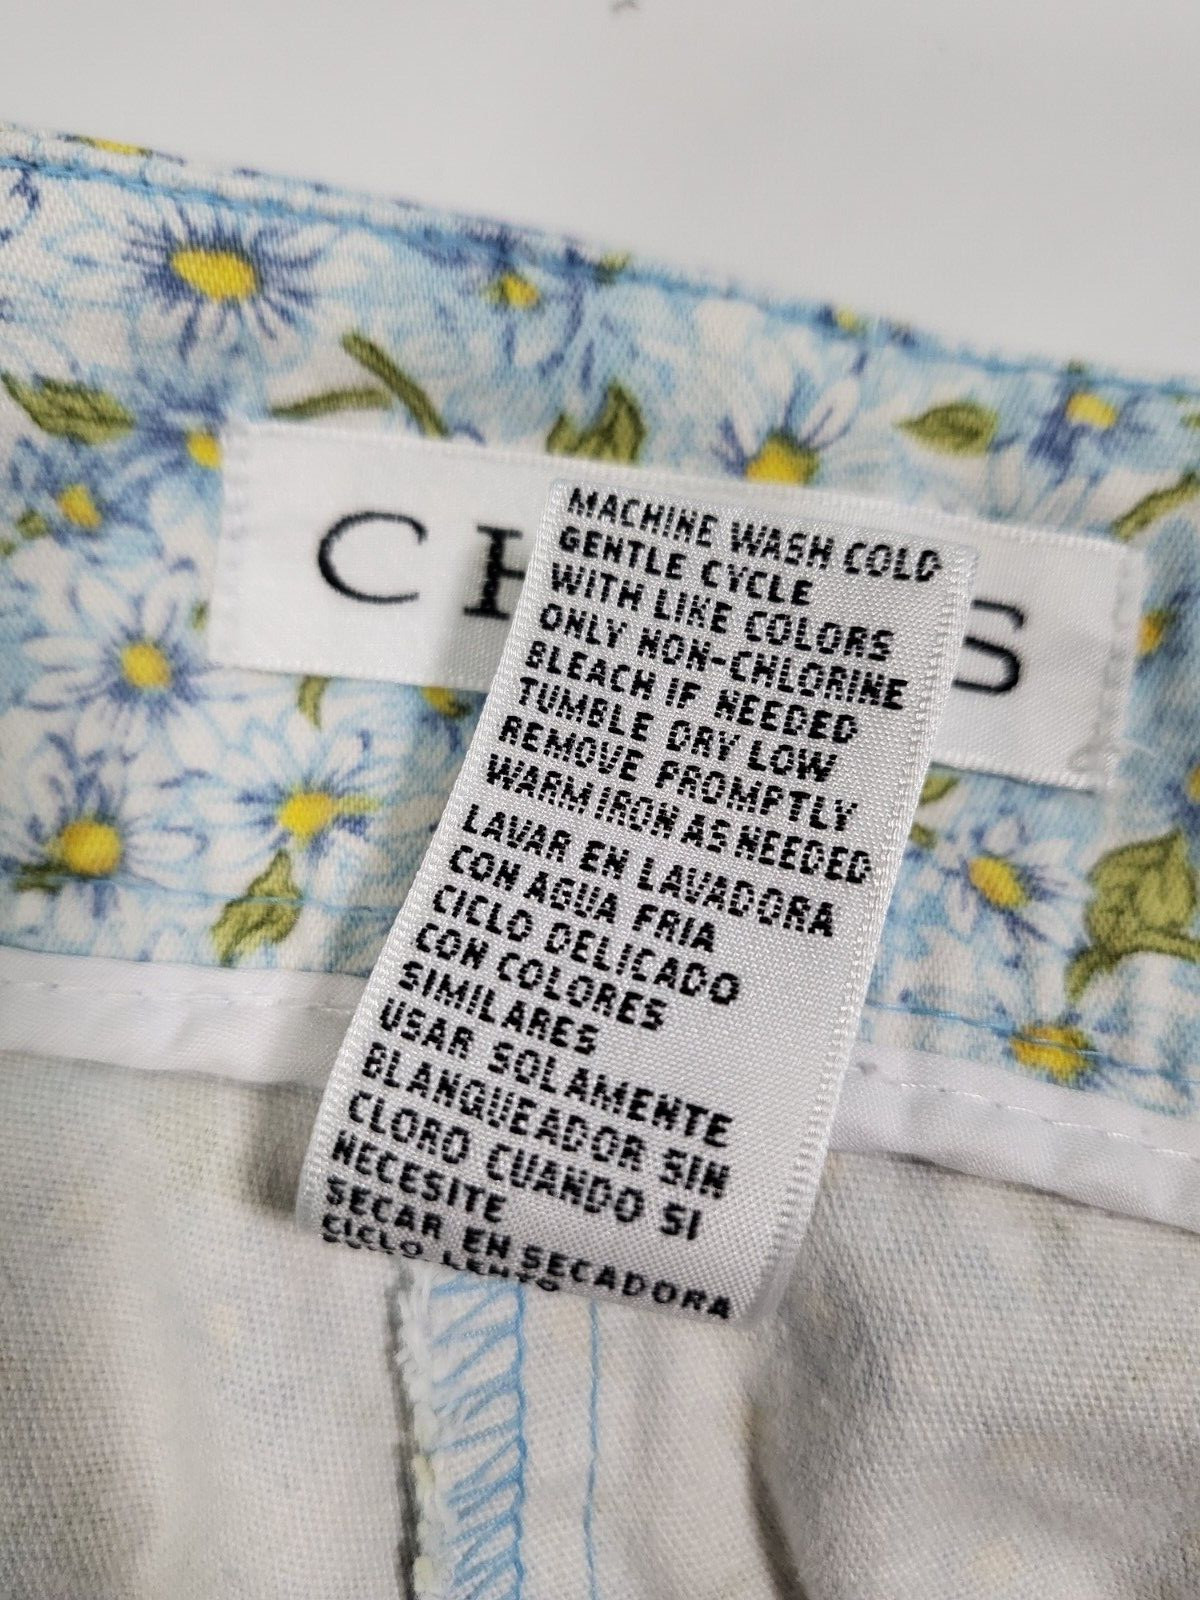 MACHINE WASH COLD
GENTLE CYCLE
WITH LIKE COLORS
ONLY NON-CHLORINE
BLEACH IF NEEDED
TUMBLE DRY LOW
REMOVE PROMPTLY
WARM IRON AS NEEDED
LAVAR EN LAVADORA
CON AGUA FRIA
CICLO DELICADO
CON COLORES
SIMILARES
USAR SOLAMENTE
BLANQUEADOR SIN
CLORO CUANDO SI
NECESITE
SECAR EN SECADORA
CICLO LENTO